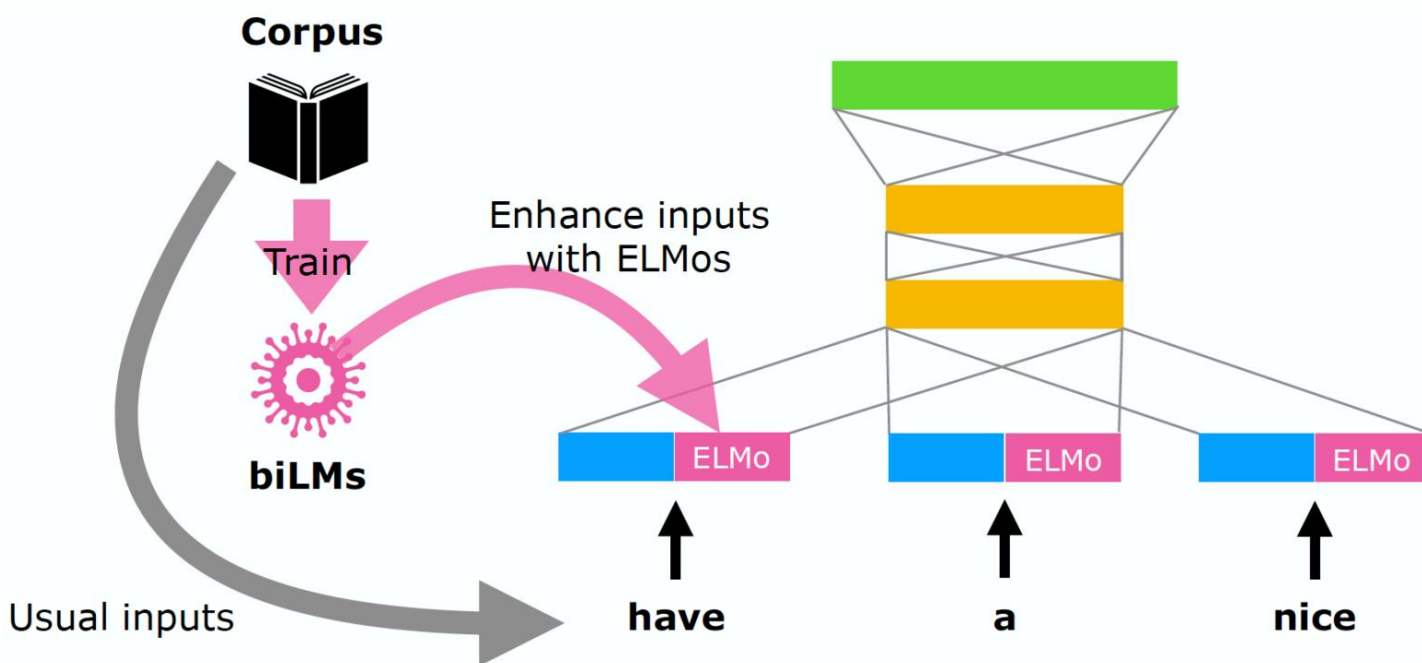 Corpus
Train
biLMs
Usual inputs
Enhance inputs
with ELMos
ELMo
ELMo
ELMo
have
a
nice